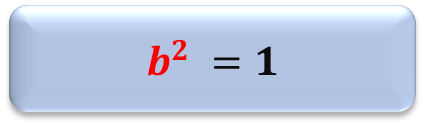 b² = 1